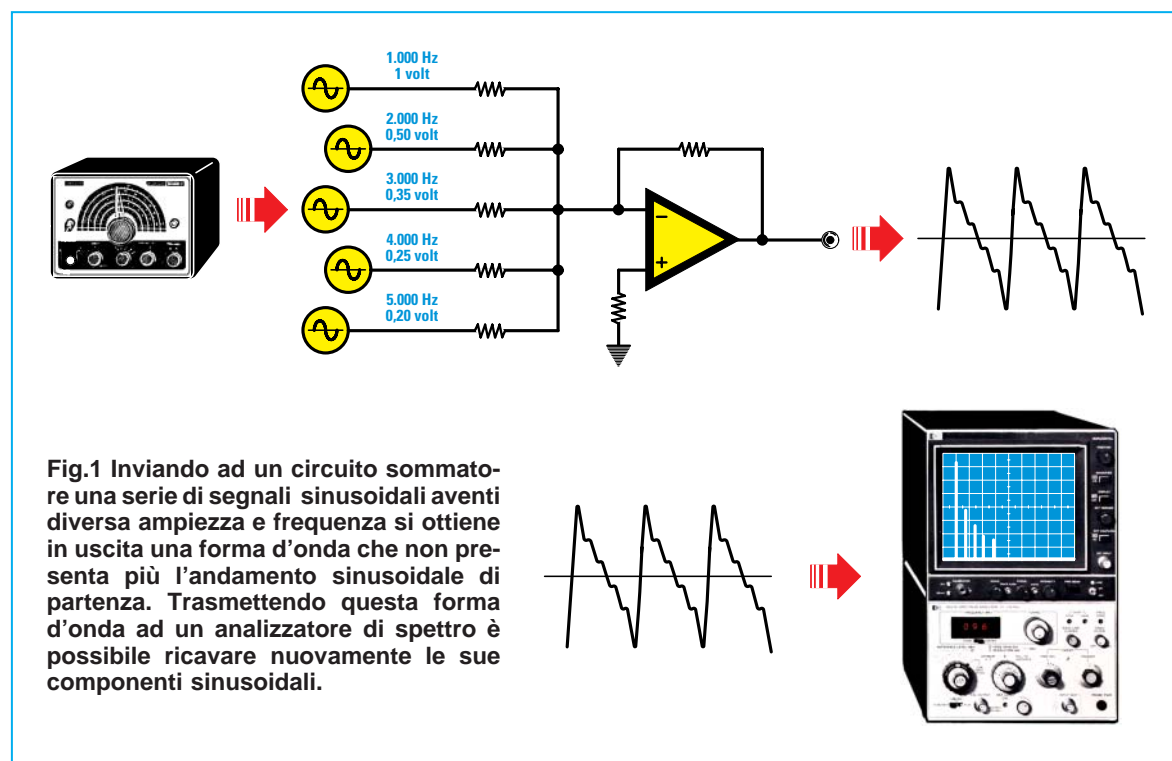 1.000 Hz
1 volt
2.000 Hz
0,50 volt
3.000 Hz
0,35 volt
4.000 Hz
0,25 volt
5.000 Hz
0,20 volt
−
+
Fig.1 Inviando ad un circuito sommato-
re una serie di segnali sinusoidali aventi
diversa ampiezza e frequenza si ottiene
in uscita una forma d'onda che non pre-
senta più l'andamento sinusoidale di
partenza. Trasmettendo questa forma
d'onda ad un analizzatore di spettro è
possibile ricavare nuovamente le sue
componenti sinusoidali.